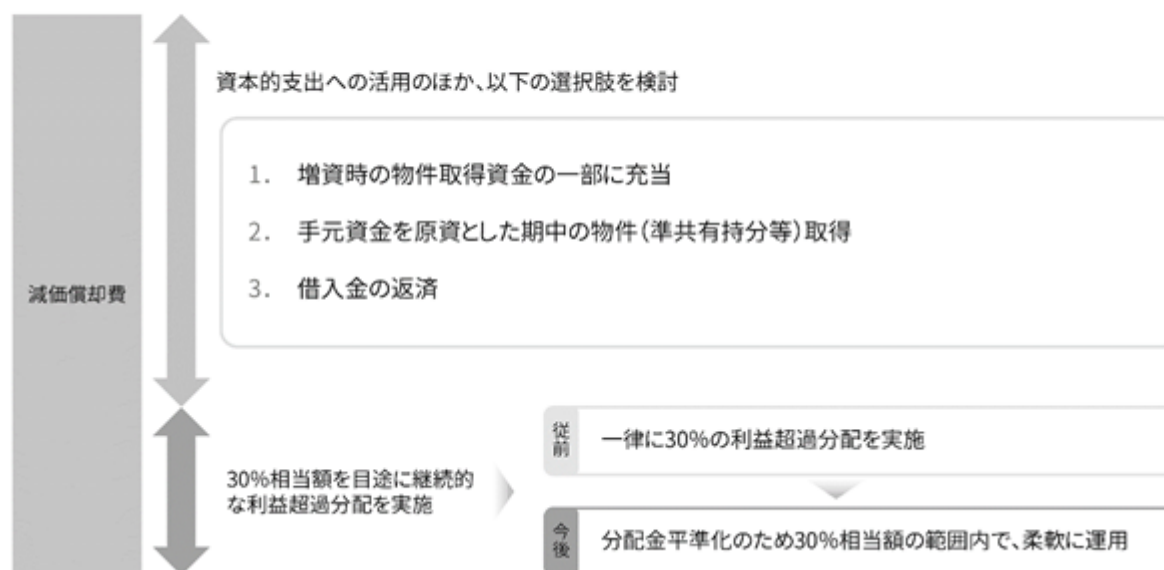 資本的支出への活用のほか、以下の選択肢を検討
1. 増資時の物件取得資金の一部に充当
2. 手元資金を原資とした期中の物件(準共有持分等)取得
3. 借入金の返済
減価償却費
30%相当額を目途に継続的
な利益超過分配を実施
従前
一律に30%の利益超過分配を実施
今後
分配金平準化のため30%相当額の範囲内で、柔軟に運用